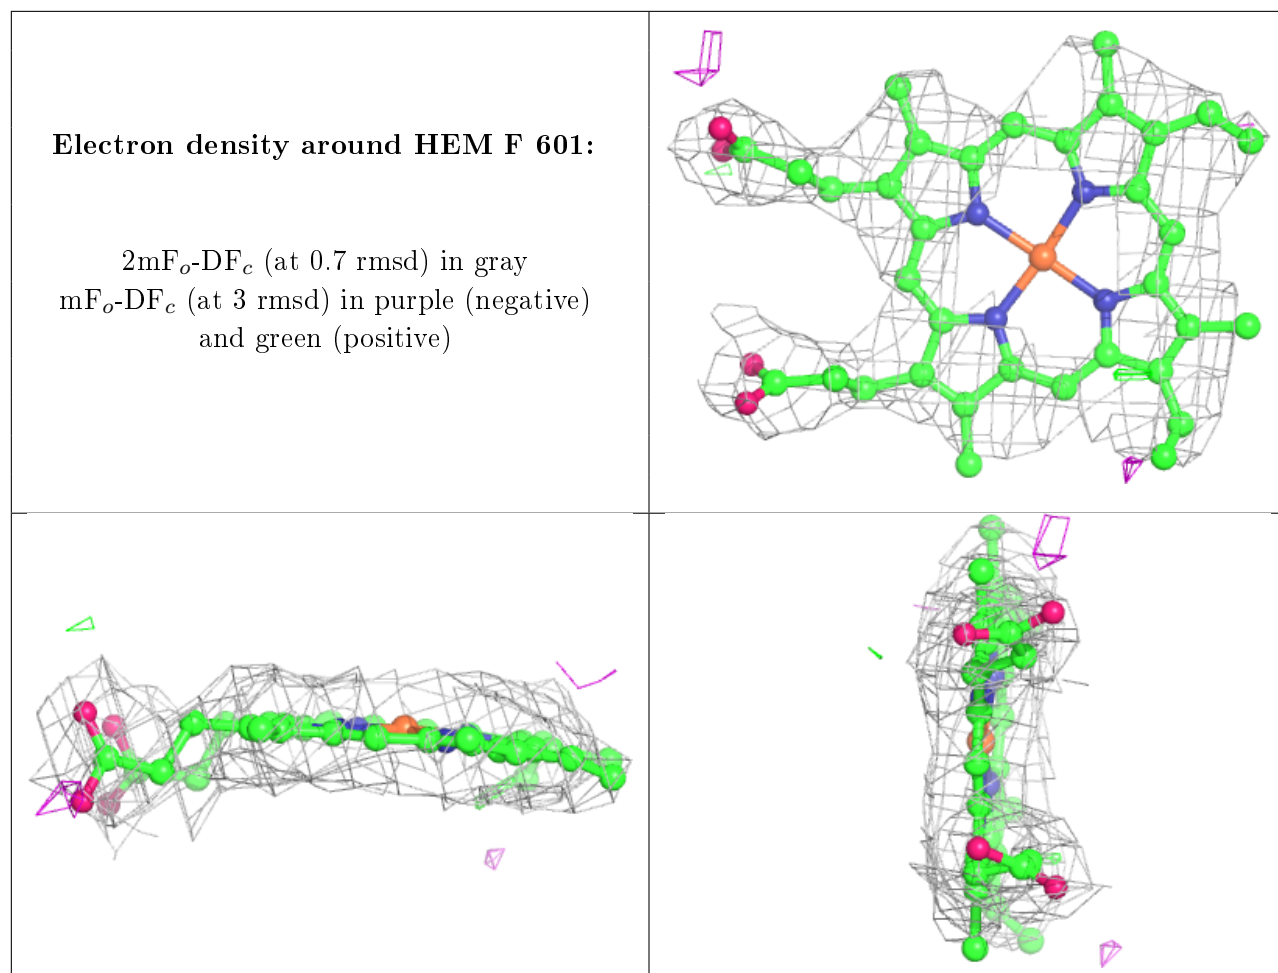 Electron density around HEM F 601:
2mFo-DFc (at 0.7 rmsd) in gray
mFo-DFc (at 3 rmsd) in purple (negative)
and green (positive)